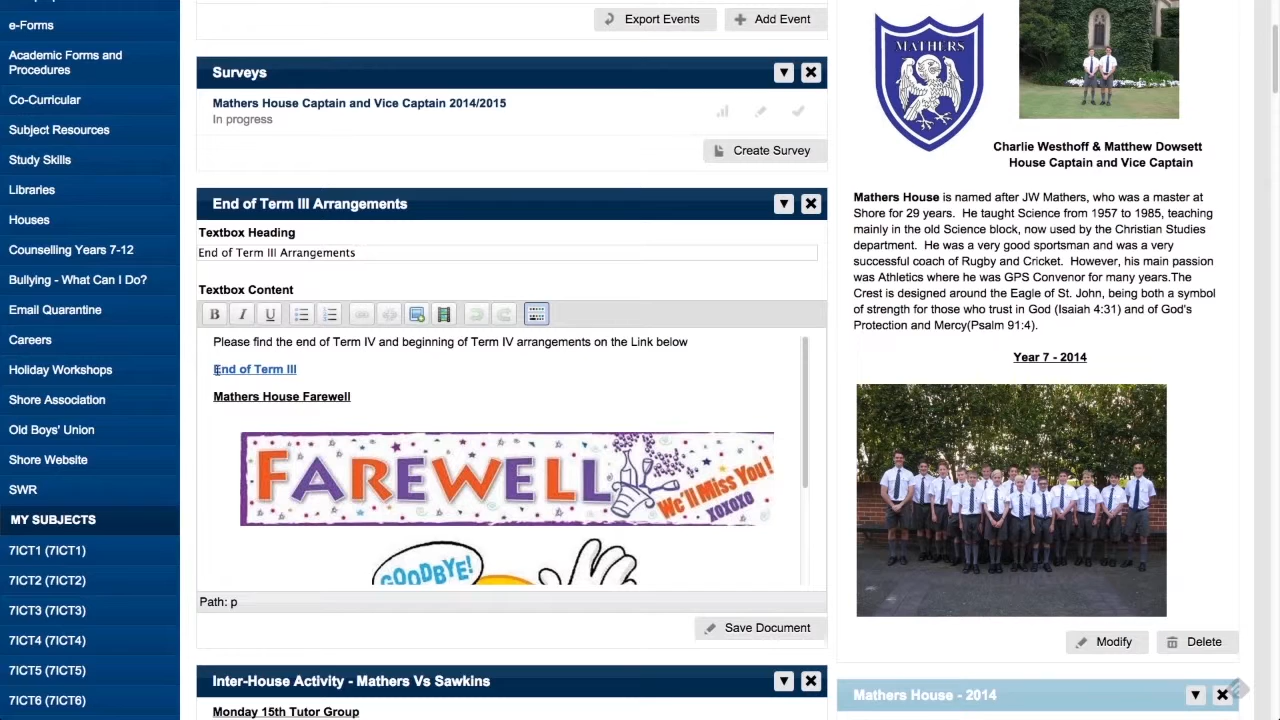 e-Forms
Academic Forms and
Procedures
Co-Curricular
Subject Resources
Study Skills
Libraries
Houses
Counselling Years 7-12
Bullying - What Can I Do?
Email Quarantine
Careers
Holiday Workshops
Shore Association
Old Boys' Union
Shore Website
SWR
MY SUBJECTS
7ICT1 (7ICT1)
7ICT2 (7ICT2)
7ICT3 (7ICT3)
7ICT4 (7ICT4)
7ICT5 (7ICT5)
7ICT6 (7ICT6)
Export Events
Add Event
Surveys
Mathers House Captain and Vice Captain 2014/2015
In progress
Create Survey
End of Term III Arrangements
Textbox Heading
End of Term III Arrangements
Textbox Content
B I U
Please find the end of Term IV and beginning of Term IV arrangements on the Link below
End of Term III
Mathers House Farewell
FAREWELL
We'll Miss You!
XOXOXO
GOODBYE!
Path: p
Save Document
Inter-House Activity - Mathers Vs Sawkins
Monday 15th Tutor Group
MATHERS
Charlie Westhoff & Matthew Dowsett
House Captain and Vice Captain
Mathers House is named after JW Mathers, who was a master at
Shore for 29 years. He taught Science from 1957 to 1985, teaching
mainly in the old Science block, now used by the Christian Studies
department. He was a very good sportsman and was a very
successful coach of Rugby and Cricket. However, his main passion
was Athletics where he was GPS Convenor for many years.The
Crest is designed around the Eagle of St. John, being both a symbol
of strength for those who trust in God (Isaiah 4:31) and of God's
Protection and Mercy(Psalm 91:4).
Year 7 - 2014
Modify
Delete
Mathers House - 2014